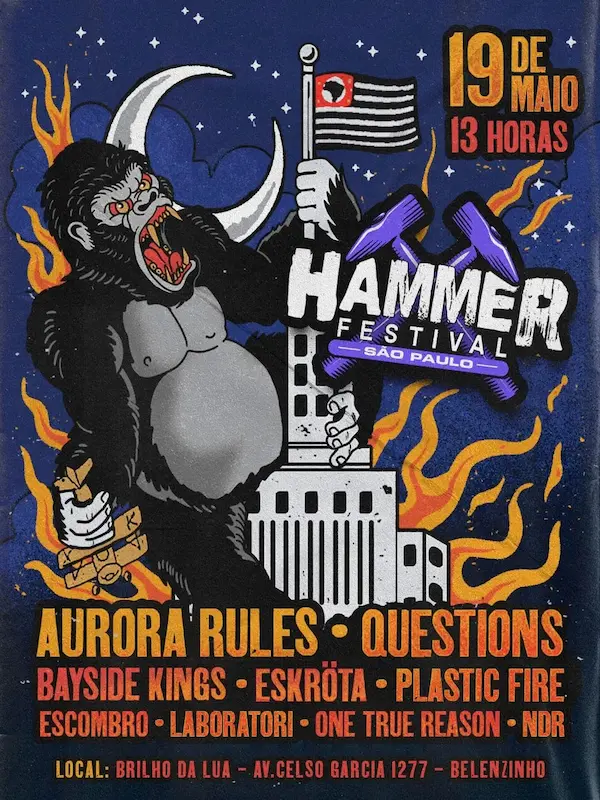 19 DE
MAIO
13 HORAS
HAMMER
FESTIVAL
SÃO PAULO
K
AURORA RULES • QUESTIONS
BAYSIDE KINGS • ESKRÖTA • PLASTIC FIRE
ESCOMBRO • LABORATORI • ONE TRUE REASON • NDR
LOCAL: BRILHO DA LUA – AV.CELSO GARCIA 1277 – BELENZINHO